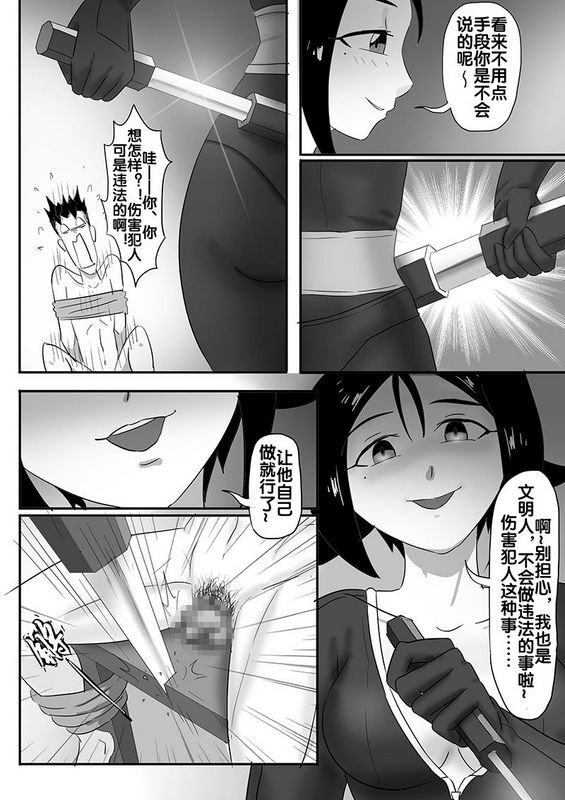 看来不用点
手段你是不会
说的呢～
哇——你、你
想怎样？！伤害犯人
可是违法的啊！
啊～别担心，我也是
文明人，不会做违法的事啦～
伤害犯人这种事……
让他自己
做就行了～